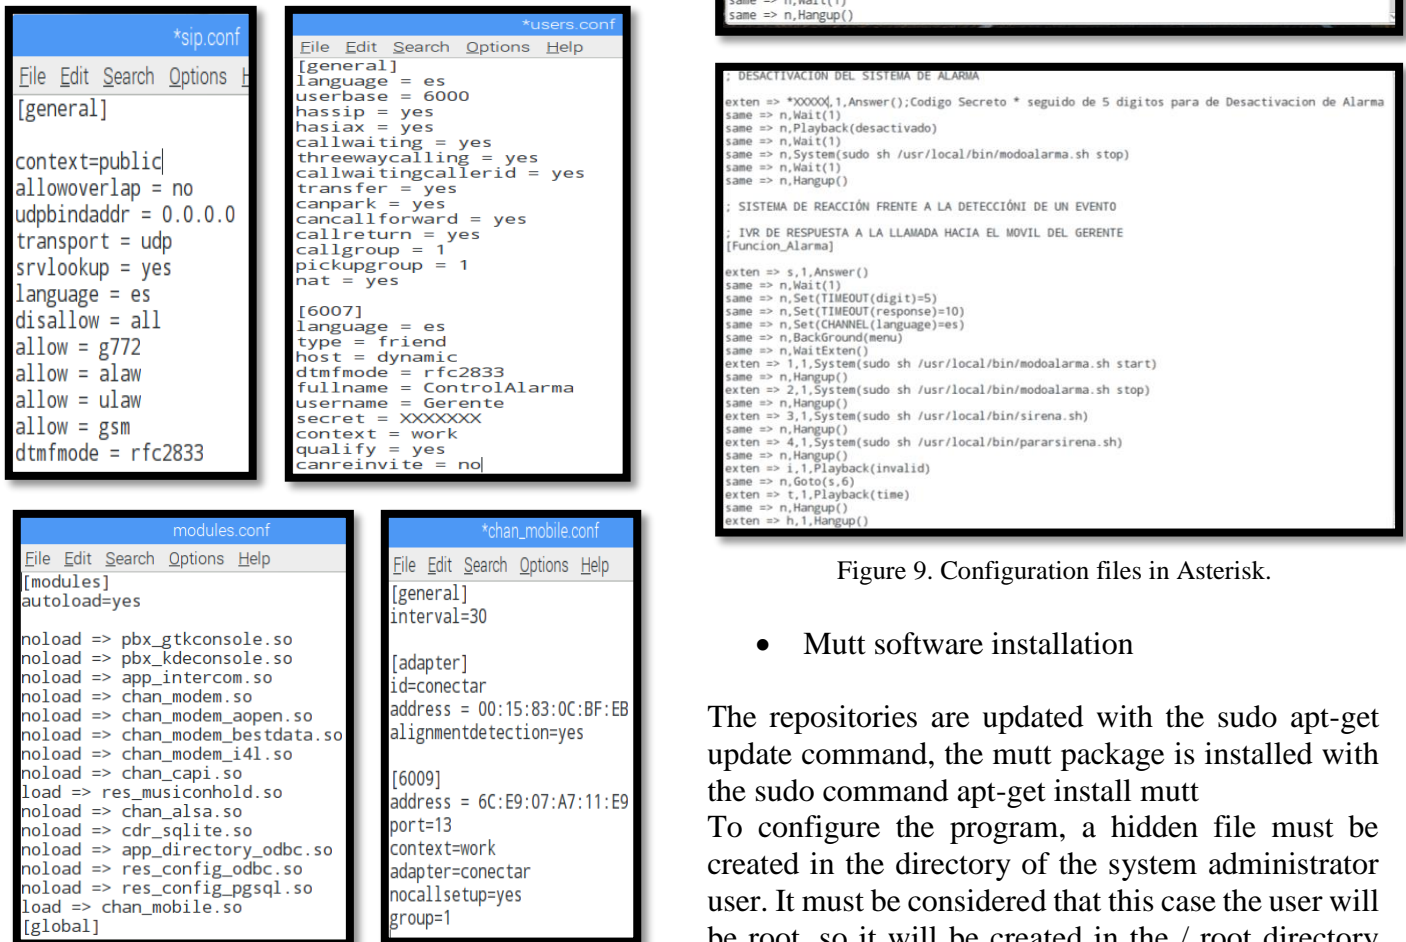 *sip.conf
File Edit Search Options H
[general]
context=public
allowoverlap = no
udpbindaddr = 0.0.0.0
transport = udp
srvlookup = yes
language = es
disallow = all
allow = g772
allow = alaw
allow = ulaw
allow = gsm
dtmfmode = rfc2833
*users.conf
File Edit Search Options Help
[general]
language = es
userbase = 6000
hassip = yes
hasiax = yes
callwaiting = yes
threewaycalling = yes
callwaitingcallerid = yes
transfer = yes
canpark = yes
cancallforward = yes
callreturn = yes
callgroup = 1
pickupgroup = 1
nat = yes
[6007]
language = es
type = friend
host = dynamic
dtmfmode = rfc2833
fullname = ControlAlarma
username = Gerente
secret = XXXXXXX
context = work
qualify = yes
canreinvite = no
modules.conf
File Edit Search Options Help
[modules]
autoload=yes
noload => pbx_gtkconsole.so
noload => pbx_kdeconsole.so
noload => app_intercom.so
noload => chan_modem.so
noload => chan_modem_aopen.so
noload => chan_modem_bestdata.so
noload => chan_modem_i4l.so
noload => chan_capi.so
load => res_musiconhold.so
noload => chan_alsa.so
noload => cdr_sqlite.so
noload => app_directory_odbc.so
noload => res_config_odbc.so
noload => res_config_pgsql.so
load => chan_mobile.so
[global]
*chan_mobile.conf
File Edit Search Options Help
[general]
interval=30
[adapter]
id=conectar
address = 00:15:83:0C:BF:EB
alignmentdetection=yes
[6009]
address = 6C:E9:07:A7:11:E9
port=13
context=work
adapter=conectar
nocallsetup=yes
group=1
same => n,Wait(1)
same => n,Hangup()
; DESACTIVACION DEL SISTEMA DE ALARMA
exten => *XXXXX,1,Answer();Codigo Secreto * seguido de 5 digitos para de Desactivacion de Alarma
same => n,Wait(1)
same => n,Playback(desactivado)
same => n,Wait(1)
same => n,System(sudo sh /usr/local/bin/modoalarma.sh stop)
same => n,Wait(1)
same => n,Hangup()
; SISTEMA DE REACCIÓN FRENTE A LA DETECCIÓNI DE UN EVENTO
; IVR DE RESPUESTA A LA LLAMADA HACIA EL MOVIL DEL GERENTE
[Funcion_Alarma]
exten => s,1,Answer()
same => n,Wait(1)
same => n,Set(TIMEOUT(digit)=5)
same => n,Set(TIMEOUT(response)=10)
same => n,Set(CHANNEL(language)=es)
same => n,BackGround(menu)
same => n,WaitExten()
exten => 1,1,System(sudo sh /usr/local/bin/modoalarma.sh start)
same => n,Hangup()
exten => 2,1,System(sudo sh /usr/local/bin/modoalarma.sh stop)
same => n,Hangup()
exten => 3,1,System(sudo sh /usr/local/bin/sirena.sh)
same => n,Hangup()
exten => 4,1,System(sudo sh /usr/local/bin/pararsirena.sh)
same => n,Hangup()
exten => i,1,Playback(invalid)
same => n,Goto(s,6)
exten => t,1,Playback(time)
same => n,Hangup()
exten => h,1,Hangup()
Figure 9. Configuration files in Asterisk.
• Mutt software installation
The repositories are updated with the sudo apt-get
update command, the mutt package is installed with
the sudo command apt-get install mutt
To configure the program, a hidden file must be
created in the directory of the system administrator
user. It must be considered that this case the user will
be root, so it will be created in the / root directory